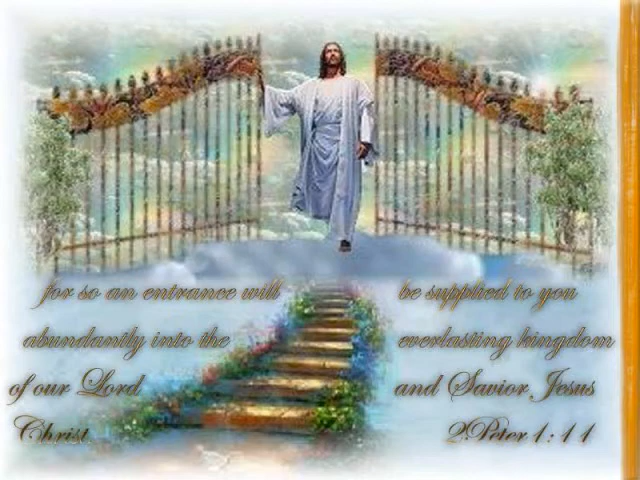 for so an entrance will be supplied to you
abundantly into the everlasting kingdom
of our Lord and Savior Jesus
Christ 2Peter 1:11